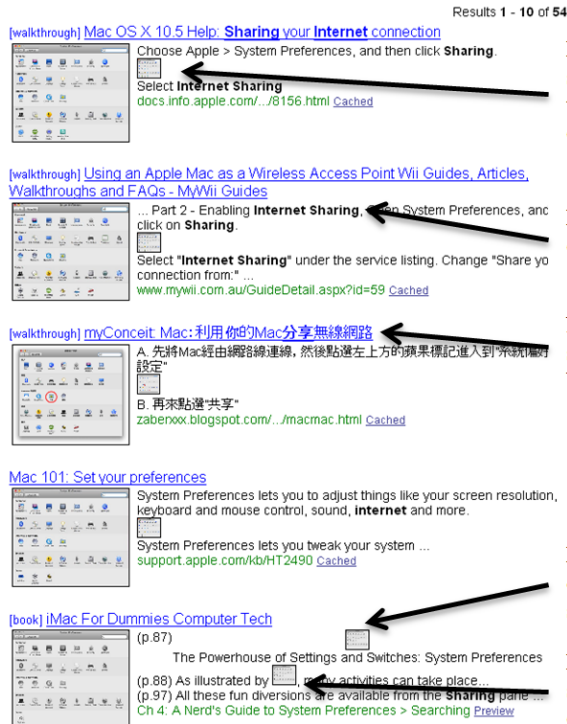 Results 1 - 10 of 54
[walkthrough] Mac OS X 10.5 Help: Sharing your Internet connection
Choose Apple > System Preferences, and then click Sharing.
Select Internet Sharing
docs.info.apple.com/.../8156.html Cached
[walkthrough] Using an Apple Mac as a Wireless Access Point Wii Guides, Articles,
Walkthroughs and FAQs - MyWii Guides
... Part 2 - Enabling Internet Sharing, Open System Preferences, and
click on Sharing.
Select "Internet Sharing" under the service listing. Change "Share yo
connection from:" ...
www.mywii.com.au/GuideDetail.aspx?id=59 Cached
[walkthrough] myConceit: Mac:利用你的Mac分享無線網路
A. 先將Mac經由網路線連線, 然後點選左上方的蘋果標記進入到"系統偏好
設定"
B. 再來點選"共享"
zaberxxx.blogspot.com/.../macmac.html Cached
Mac 101: Set your preferences
System Preferences lets you to adjust things like your screen resolution,
keyboard and mouse control, sound, internet and more.
System Preferences lets you tweak your system ...
support.apple.com/kb/HT2490 Cached
[book] iMac For Dummies Computer Tech
(p.87)
The Powerhouse of Settings and Switches: System Preferences
(p.88) As illustrated by , many activities can take place...
(p.97) All these fun diversions are available from the Sharing pane ...
Ch 4: A Nerd's Guide to System Preferences > Searching Preview